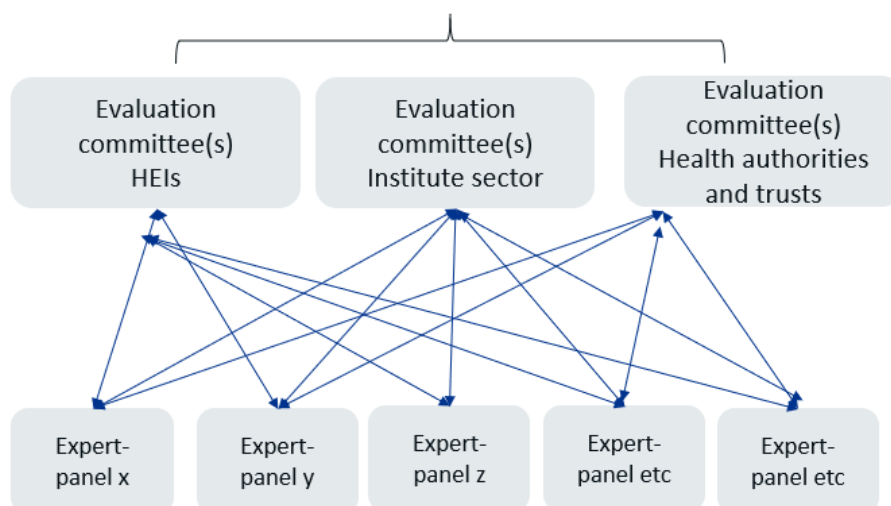 Evaluation
committee(s)
HEIs
Evaluation
committee(s)
Institute sector
Evaluation
committee(s)
Health authorities
and trusts
Expert-
panel x
Expert-
panel y
Expert-
panel z
Expert-
panel etc
Expert-
panel etc